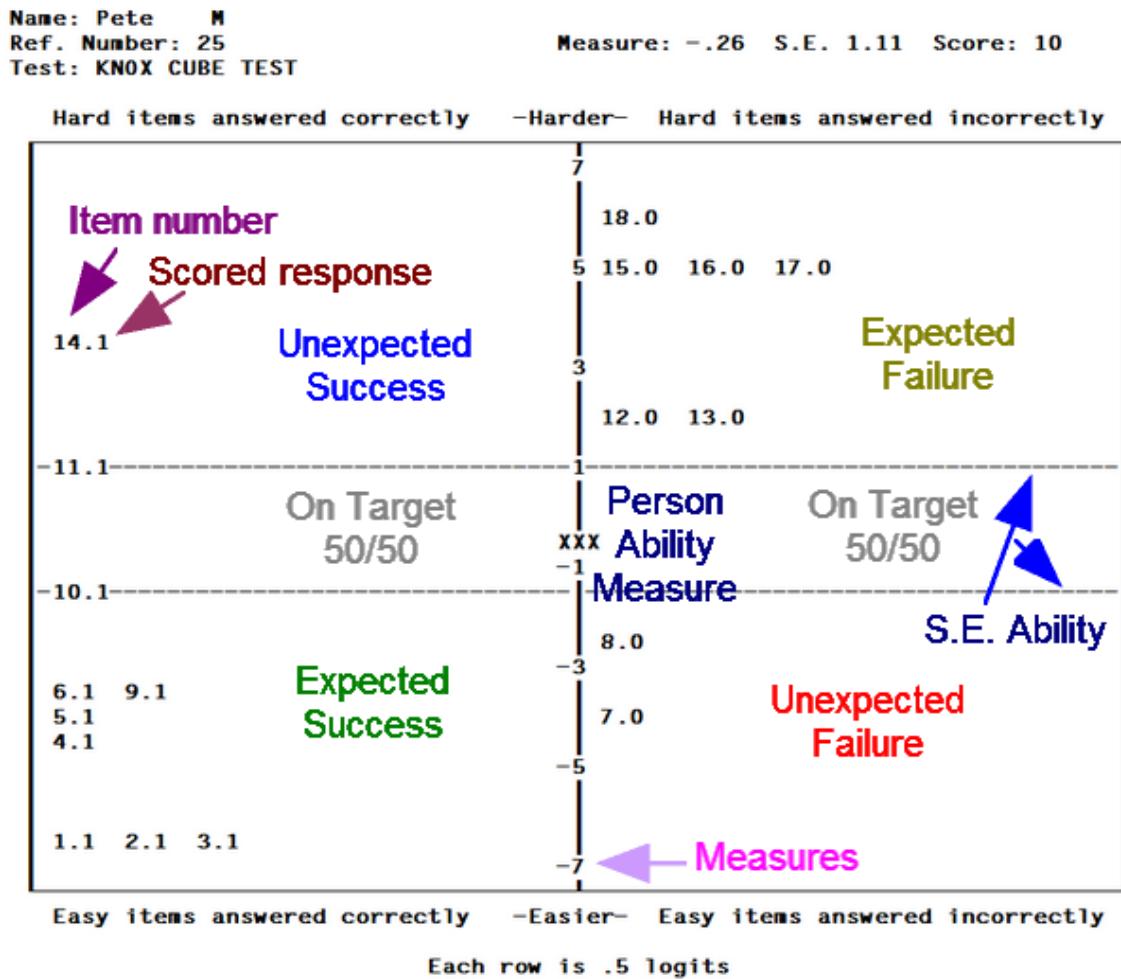 Name: Pete    M
Ref. Number: 25
Measure: -.26  S.E. 1.11  Score: 10
Test: KNOX CUBE TEST
Hard items answered correctly   -Harder-  Hard items answered incorrectly
7
Item number
18.0
Scored response
5 15.0  16.0  17.0
14.1
Unexpected
Success
Expected
Failure
3
12.0  13.0
-11.1- 1
On Target
50/50
Person
Ability
Measure
On Target
50/50
XXX
-1
-10.1-
S.E. Ability
8.0
-3
6.1  9.1
5.1
4.1
Expected
Success
7.0
Unexpected
Failure
-5
1.1  2.1  3.1
-7
Measures
Easy items answered correctly   -Easier-  Easy items answered incorrectly
Each row is .5 logits